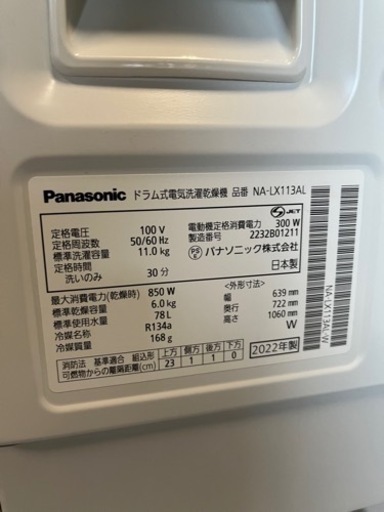 Panasonic ドラム式電気洗濯乾燥機 品番 NA-LX113AL
定格電圧 100 V
定格周波数 50/60 Hz
標準洗濯容量 11.0 kg
定格時間
洗いのみ 30 分
電動機定格消費電力 300 W
製造番号 2232B01211
パナソニック株式会社
日本製
JET
最大消費電力(乾燥時) 850 W
標準乾燥容量 6.0 kg
標準使用水量 78 L
冷媒名称 R134a
冷媒質量 168 g
<外形寸法>
幅 639 mm
奥行 722 mm
高さ 1060 mm
W
消防法 基準適合 組込形
可燃物からの離隔距離(cm)
上方 側方 後方 下方
23 1 1 0
2022年製
NA-LX113AL-W